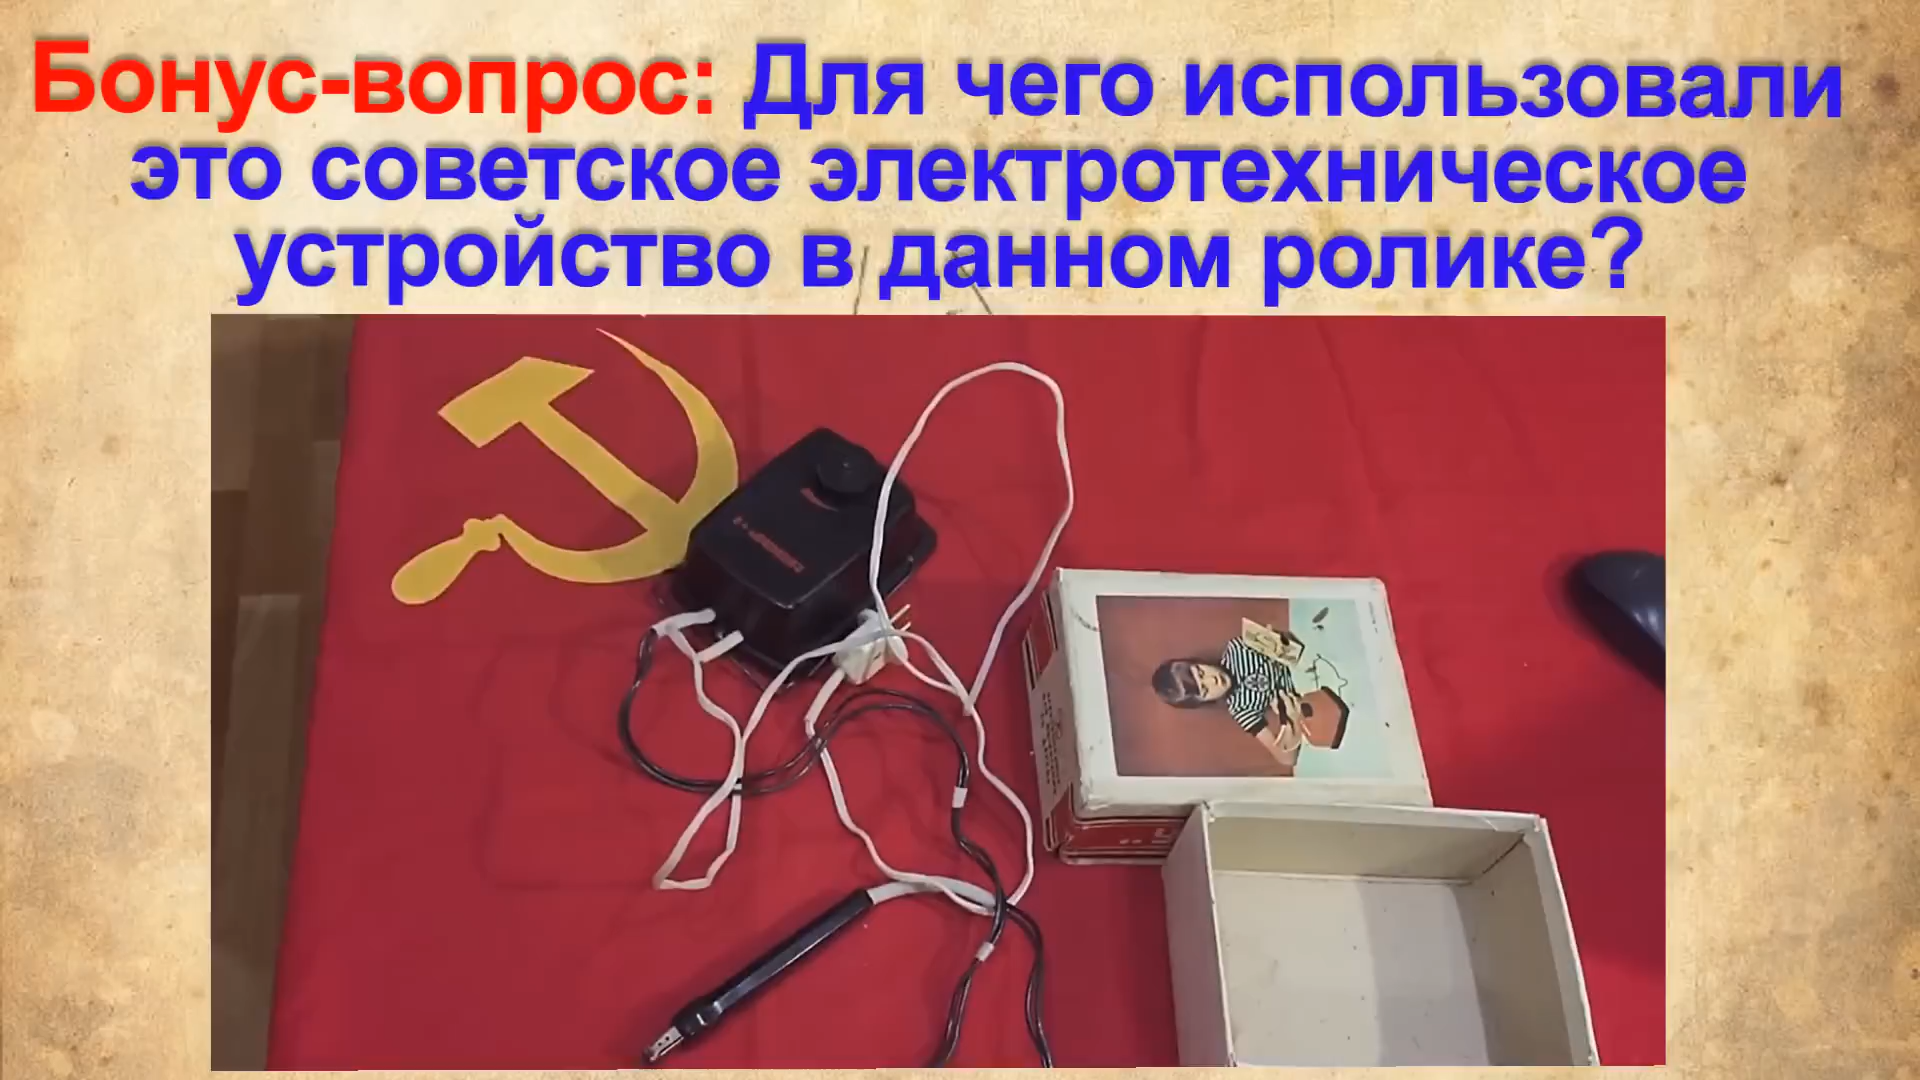 Бонус-вопрос: Для чего использовали
это советское электротехническое
устройство в данном ролике?